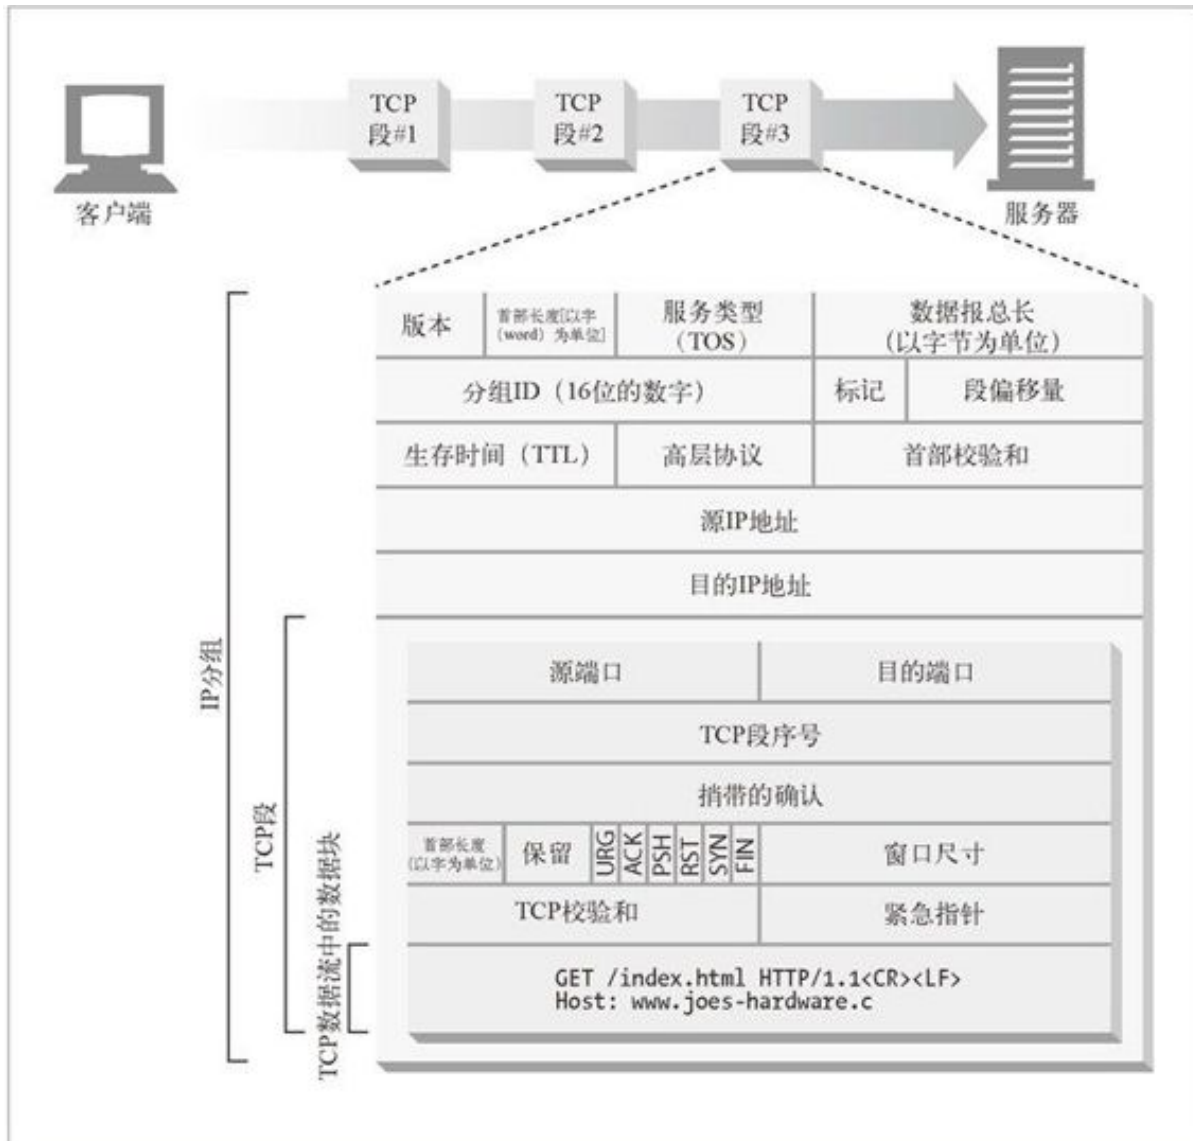 TCP
段#1
TCP
段#2
TCP
段#3
客户端
服务器
版本
首部长度[以字
(word) 为单位]
服务类型
(TOS)
数据报总长
(以字节为单位)
分组ID（16位的数字）
标记
段偏移量
生存时间（TTL）
高层协议
首部校验和
源IP地址
目的IP地址
IP分组
TCP段
TCP数据流中的数据块
源端口
目的端口
TCP段序号
捎带的确认
首部长度
(以字为单位)
保留
URG
ACK
PSH
RST
SYN
FIN
窗口尺寸
TCP校验和
紧急指针
GET /index.html HTTP/1.1<CR><LF>
Host: www.joes-hardware.c